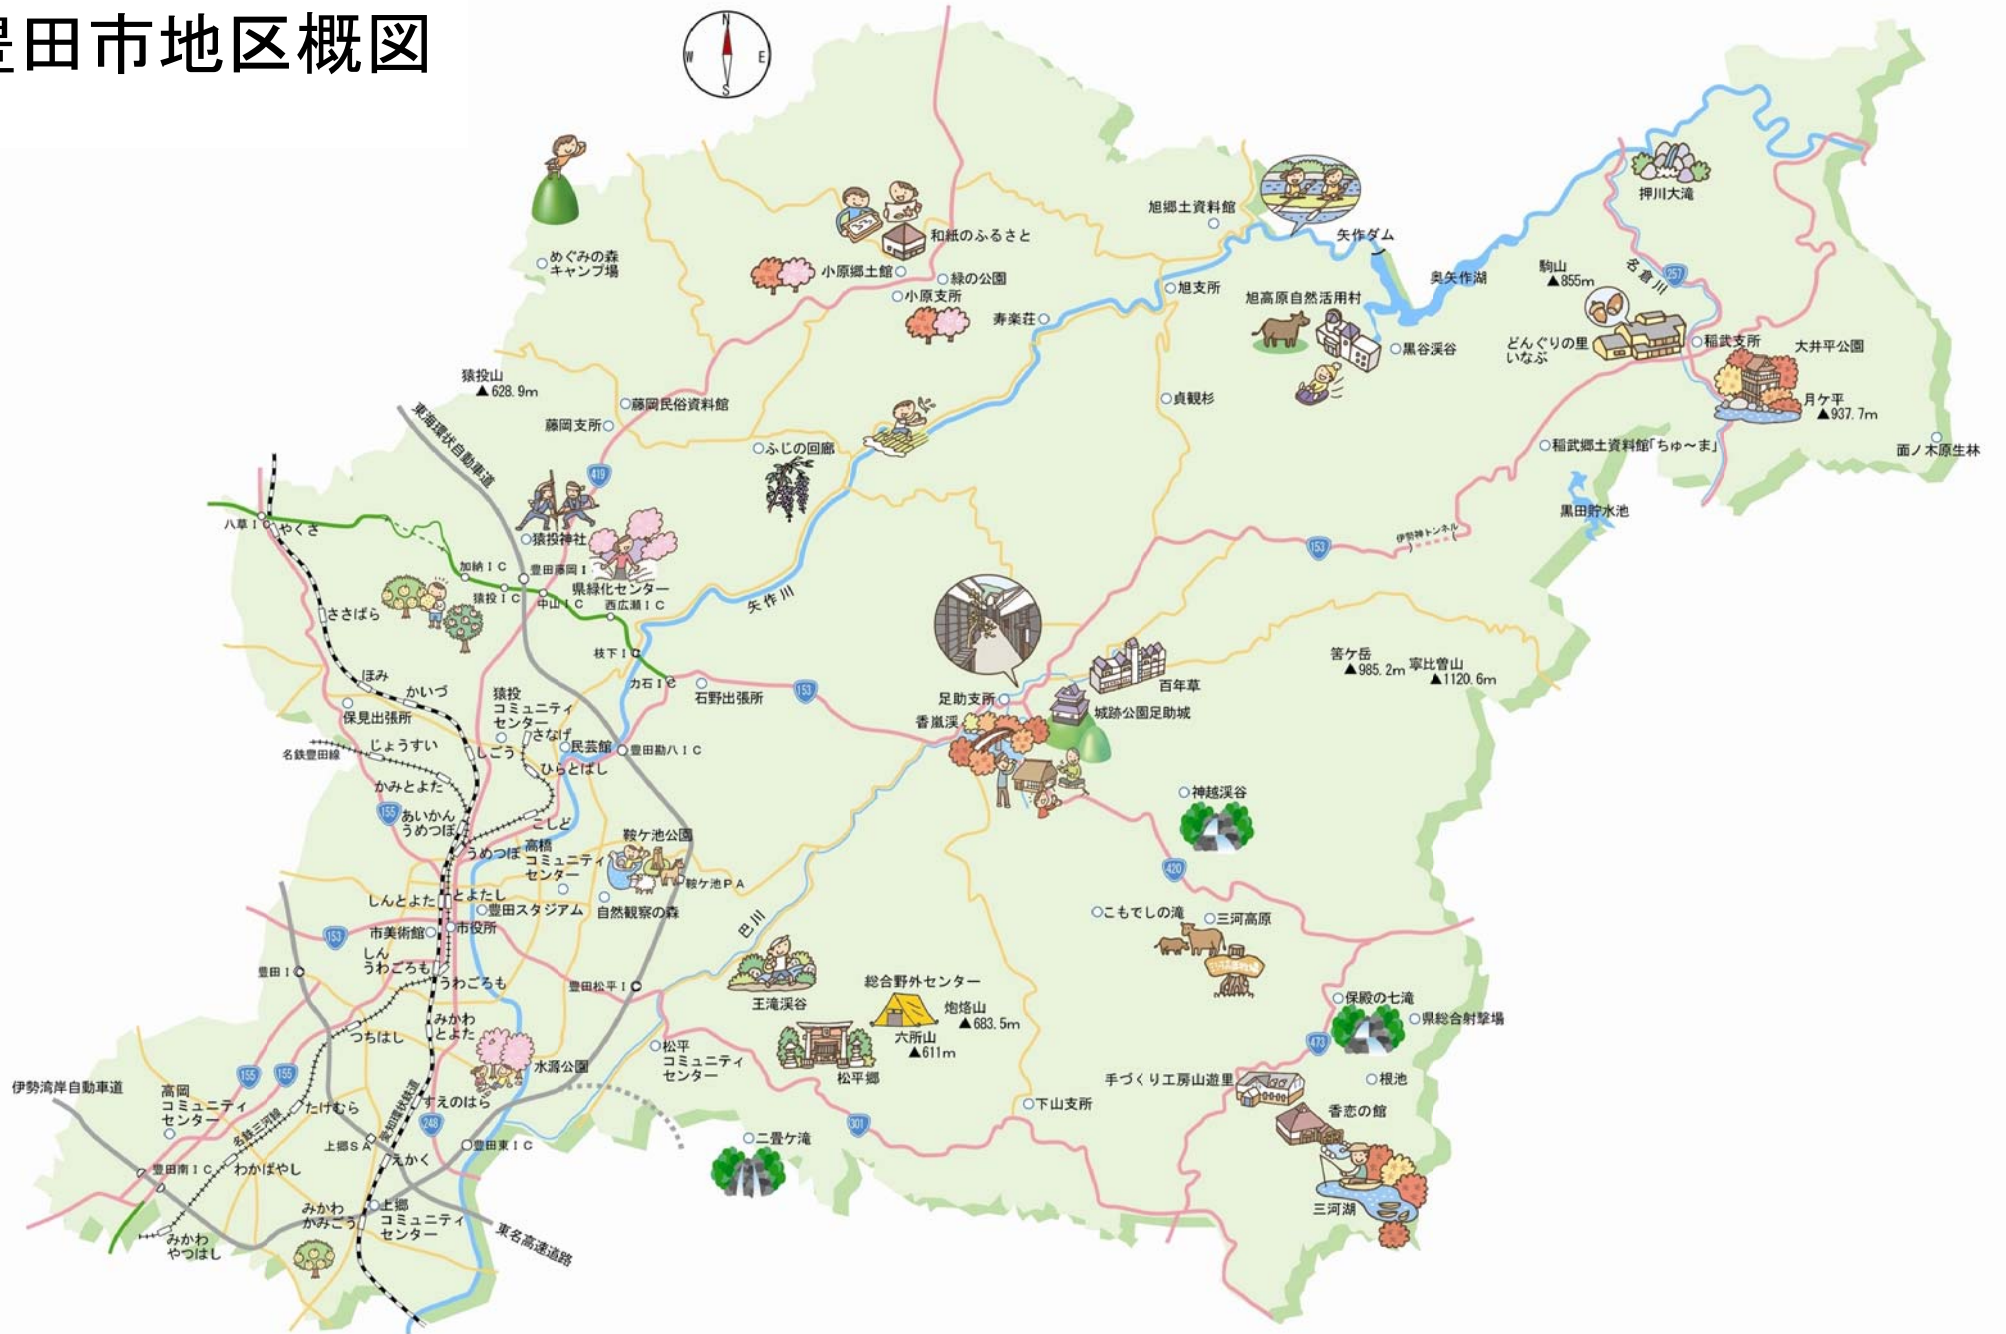 豊田市地区概図
N
W
E
S
めぐみの森
キャンプ場
和紙のふるさと
小原郷土館
緑の公園
小原支所
寿楽荘
旭郷土資料館
矢作ダム
奥矢作湖
旭支所
旭高原自然活用村
黒谷渓谷
貞観杉
押川大滝
名倉川
257
駒山
▲855m
どんぐりの里
いなぶ
稲武支所
大井平公園
月ケ平
▲937.7m
稲武郷土資料館「ちゅ～ま」
面ノ木原生林
黒田貯水池
伊勢神トンネル
153
猿投山
▲628.9m
東海環状自動車道
藤岡民俗資料館
藤岡支所
ふじの回廊
419
猿投神社
八草IC
やくさ
加納IC
豊田藤岡I
県緑化センター
猿投IC
中山IC
西広瀬IC
矢作川
ささばら
枝下IC
力石IC
石野出張所
153
ほみ
かいづ
保見出張所
猿投
コミュニティ
センター
さなげ
民芸館
豊田勘八IC
名鉄豊田線
じょうすい
しごう
ひらとばし
かみとよた
155
あいかん
うめつぼ
こしど
うめつぼ
高橋
コミュニティ
センター
鞍ケ池公園
鞍ケ池PA
しんとよた
とよたし
豊田スタジアム
自然観察の森
153
市美術館
市役所
しん
うわごろも
豊田I
うわごろも
豊田松平I
巴川
足助支所
香嵐渓
百年草
城跡公園足助城
筈ケ岳
▲985.2m
寧比曽山
▲1120.6m
神越渓谷
420
こもでしの滝
三河高原
王滝渓谷
総合野外センター
炮烙山
▲683.5m
六所山
▲611m
松平郷
保殿の七滝
県総合射撃場
473
手づくり工房山遊里
根池
香恋の館
三河湖
下山支所
301
二畳ケ滝
松平
コミュニティ
センター
水源公園
みかわ
とよた
つちはし
155
155
伊勢湾岸自動車道
高岡
コミュニティ
センター
たけむら
名鉄三河線
愛知環状鉄道
すえのはら
248
上郷SA
豊田東IC
えかく
豊田南IC
わかばやし
みかわ
かみごう
上郷
コミュニティ
センター
みかわ
やつはし
東名高速道路